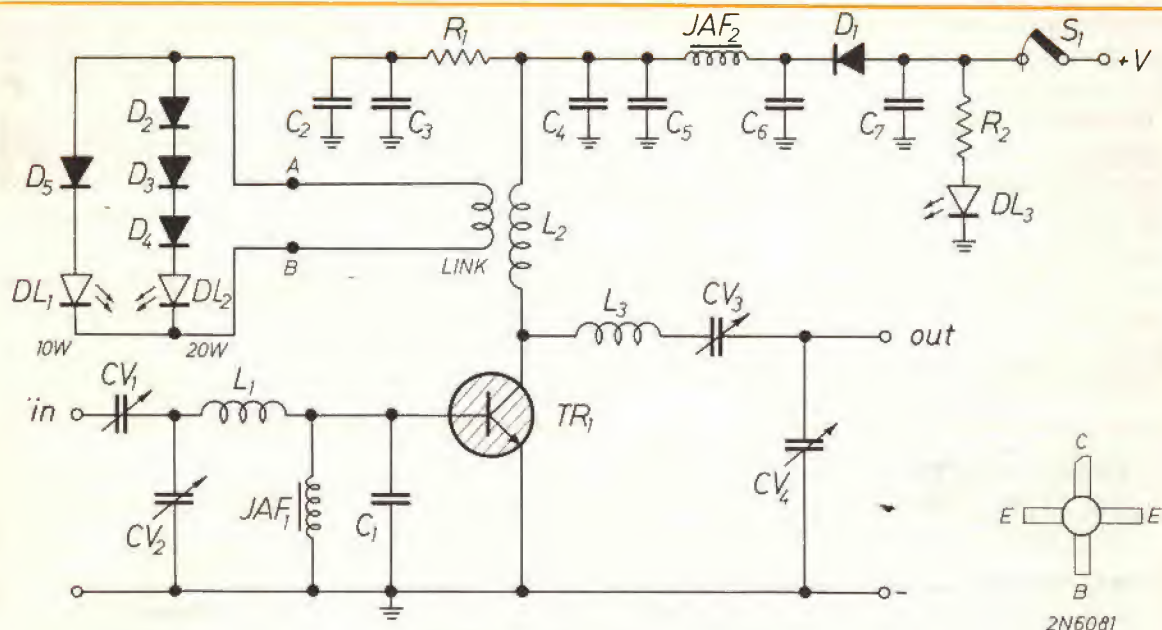 R1
JAF2
D1
S1
+V
C2
C3
C4
C5
C6
C7
R2
DL3
D2
D3
D4
D5
A
B
LINK
L2
DL1
DL2
10W
20W
L3
CV3
out
in
CV1
L1
TR1
CV2
JAF1
C1
CV4
-
C
E
E
B
2N6081